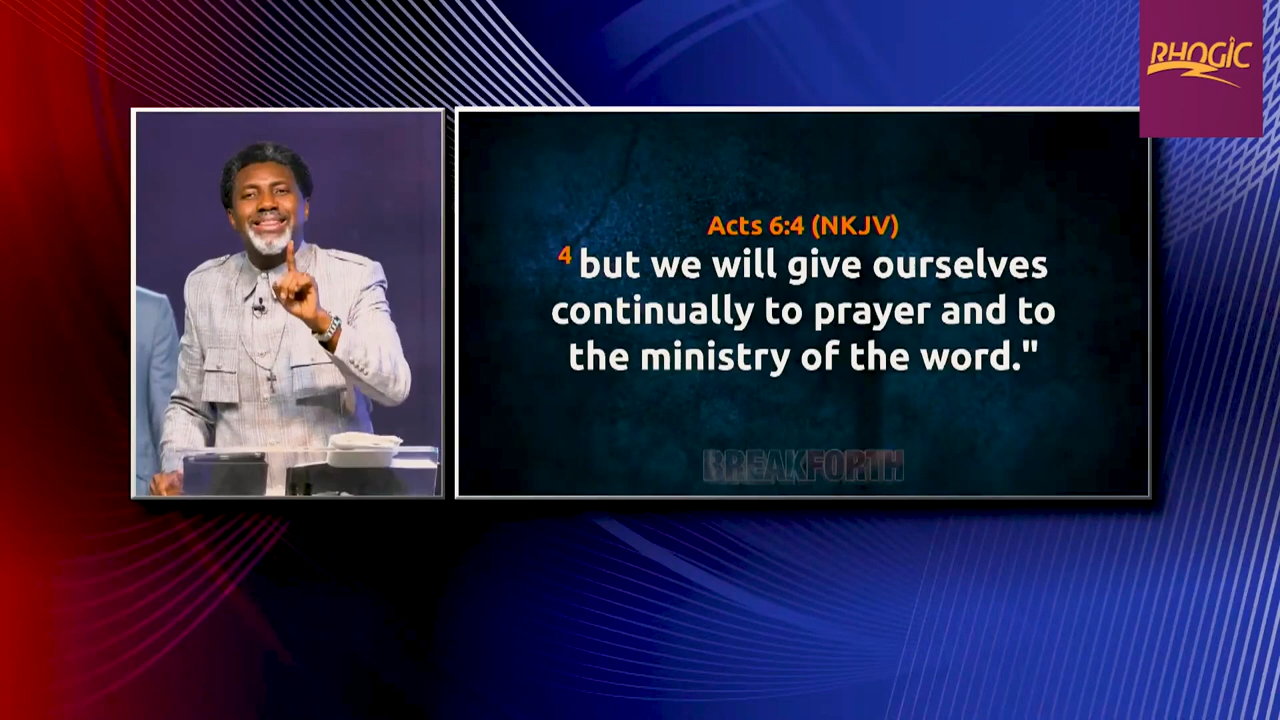 RHOGIC
Acts 6:4 (NKJV)
4 but we will give ourselves
continually to prayer and to
the ministry of the word."
BREAKFORTH